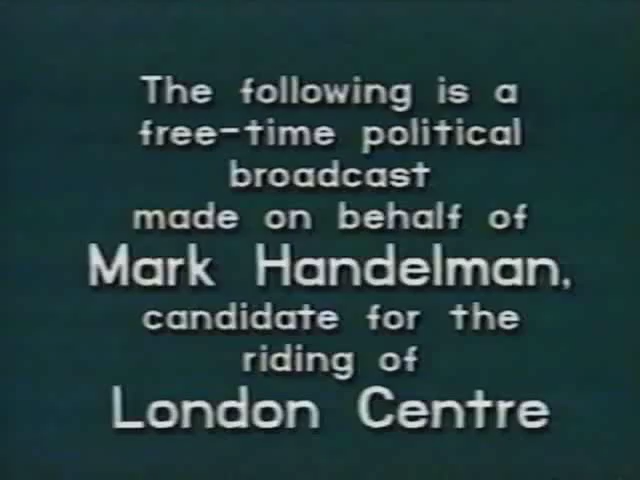 The following is a
free-time political
broadcast
made on behalf of
Mark Handelman,
candidate for the
riding of
London Centre